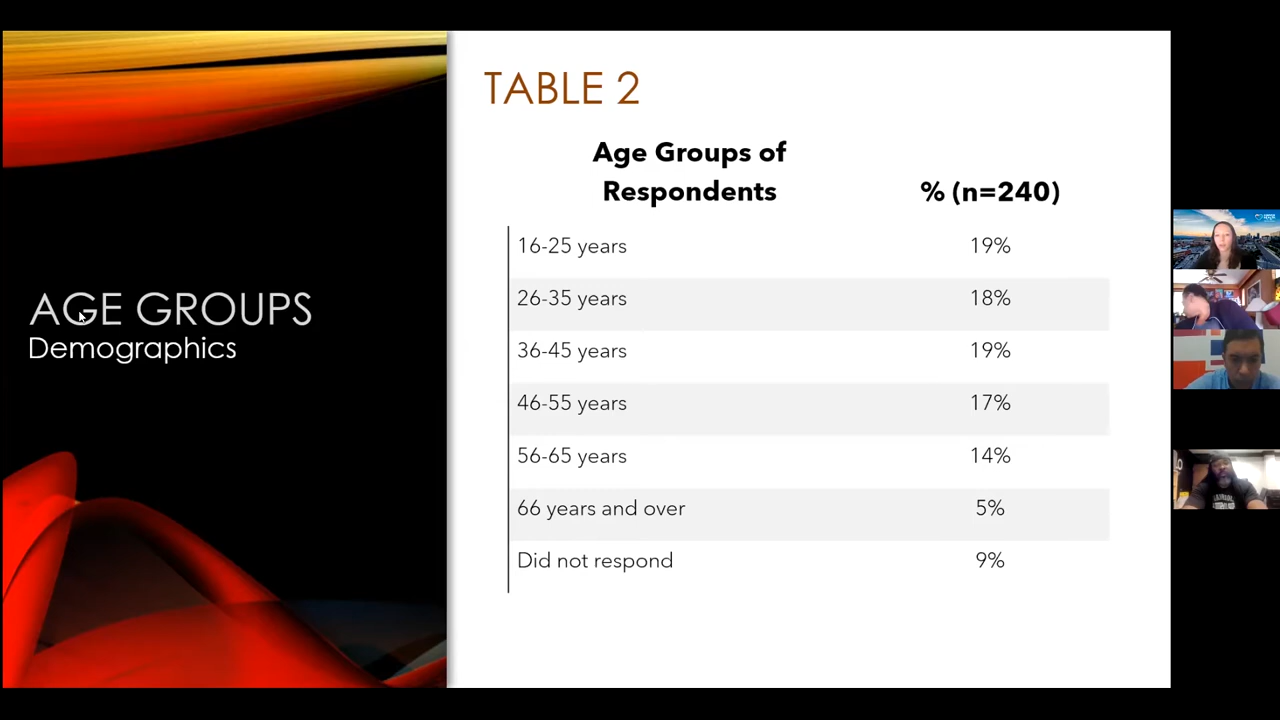 AGE GROUPS
Demographics
TABLE 2
Age Groups of
Respondents
% (n=240)
16-25 years 19%
26-35 years 18%
36-45 years 19%
46-55 years 17%
56-65 years 14%
66 years and over 5%
Did not respond 9%